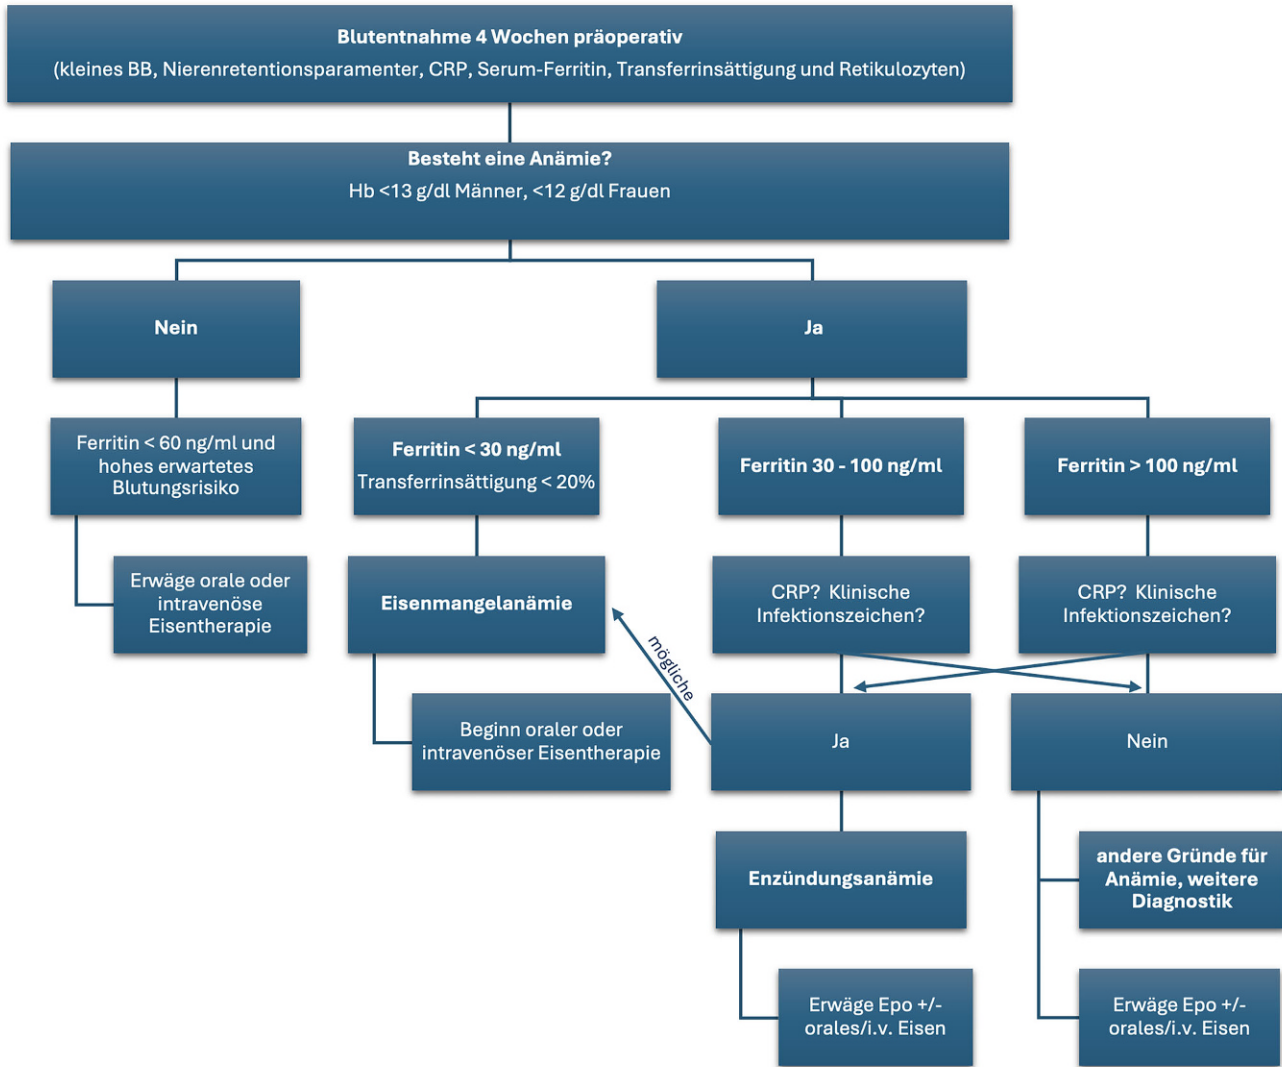 Blutentnahme 4 Wochen präoperativ
(kleines BB, Nierenretentionsparamenter, CRP, Serum-Ferritin, Transferrinsättigung und Retikulozyten)
Besteht eine Anämie?
Hb <13 g/dl Männer, <12 g/dl Frauen
Nein
Ja
Ferritin < 60 ng/ml und
hohes erwartetes
Blutungsrisiko
Ferritin < 30 ng/ml
Transferrinsättigung < 20%
Ferritin 30 - 100 ng/ml
Ferritin > 100 ng/ml
Erwäge orale oder
intravenöse
Eisentherapie
Eisenmangelanämie
CRP? Klinische
Infektionszeichen?
CRP? Klinische
Infektionszeichen?
mögliche
Beginn oraler oder
intravenöser Eisentherapie
Ja
Nein
Enzündungsanämie
andere Gründe für
Anämie, weitere
Diagnostik
Erwäge Epo +/-
orales/i.v. Eisen
Erwäge Epo +/-
orales/i.v. Eisen